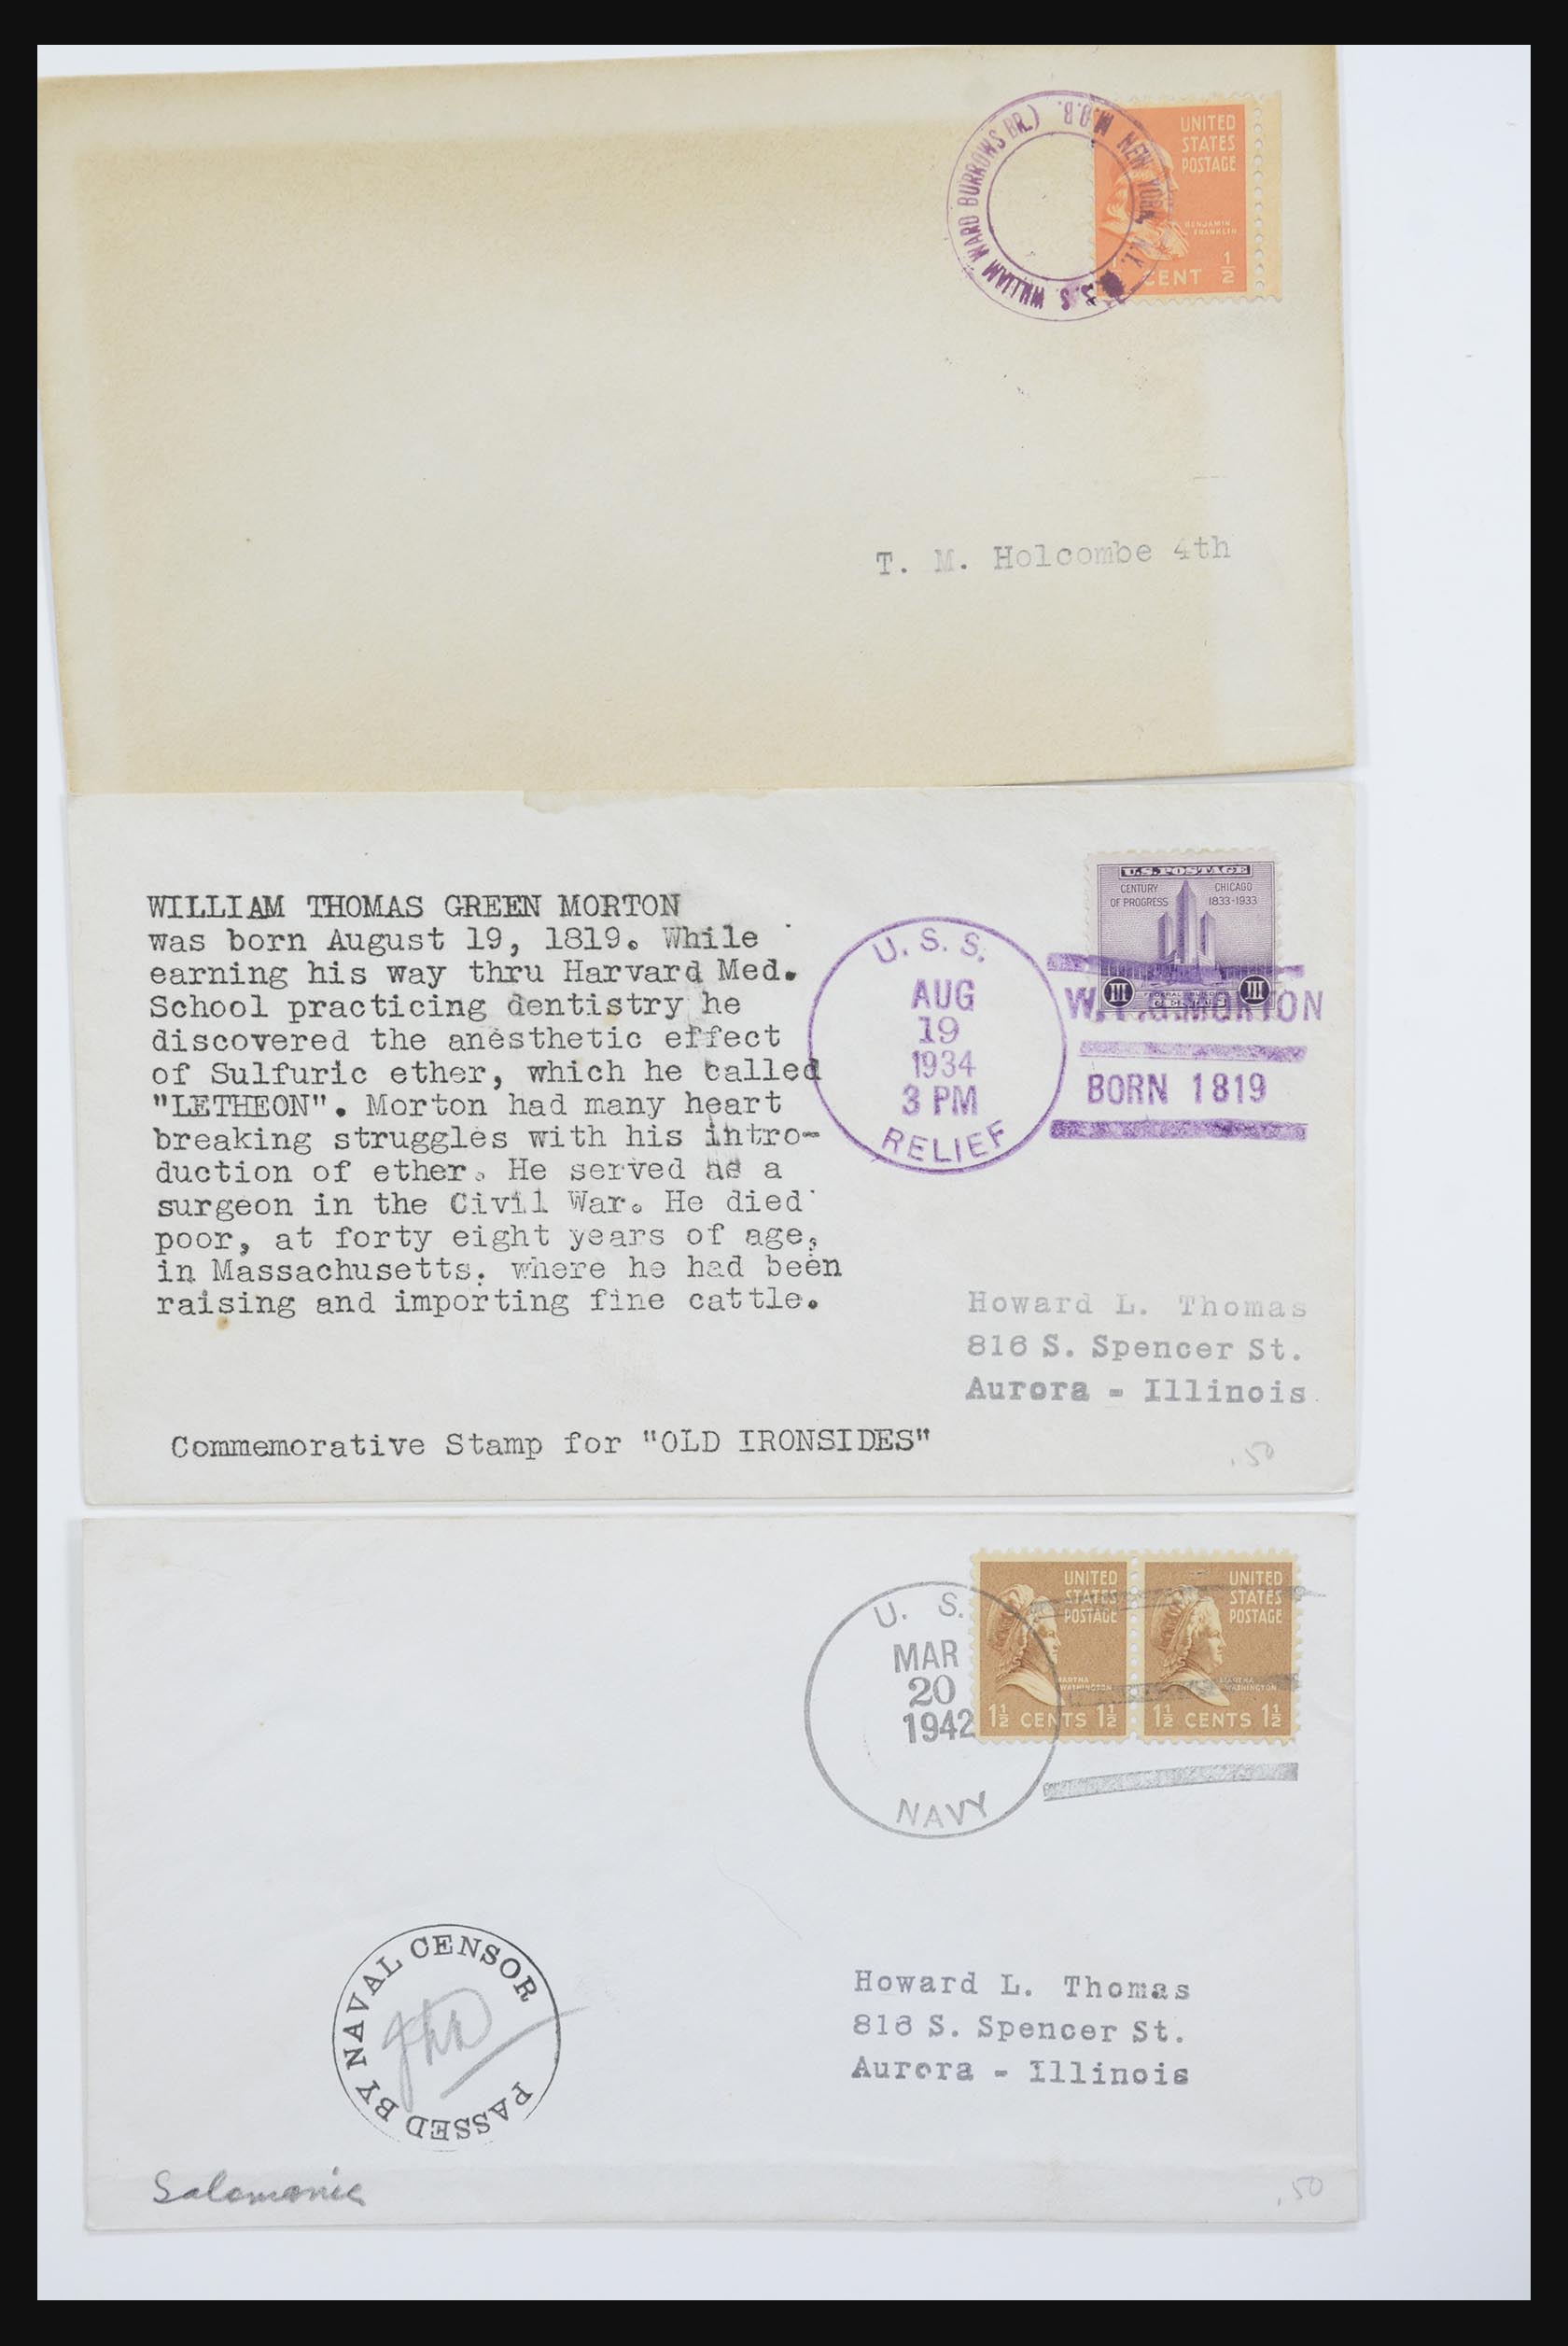 U.S.S. WILLIAM WARD BURROWS BR.) M.O.B. NEW YORK, N.Y.
UNITED
STATES
POSTAGE
BENJAMIN
FRANKLIN
CENT 1/2
T. M. Holcombe 4th
WILLIAM THOMAS GREEN MORTON
was born August 19, 1819. While
earning his way thru Harvard Med.
School practicing dentistry he
discovered the anesthetic effect
of Sulfuric ether, which he called
"LETHEON". Morton had many heart
breaking struggles with his intro-
duction of ether. He served as a
surgeon in the Civil War. He died
poor, at forty eight years of age,
in Massachusetts. where he had been
raising and importing fine cattle.
Commemorative Stamp for "OLD IRONSIDES"
U.S.S.
AUG
19
1934
3 PM
RELIEF
U.S. POSTAGE
CENTURY OF PROGRESS
CHICAGO 1833-1933
FEDERAL BUILDING
III III
W.T.G. MORTON
BORN 1819
Howard L. Thomas
816 S. Spencer St.
Aurora - Illinois
.50
U. S.
MAR
20
1942
NAVY
UNITED
STATES
POSTAGE
MARTHA
WASHINGTON
1½ CENTS 1½
UNITED
STATES
POSTAGE
MARTHA
WASHINGTON
1½ CENTS 1½
PASSED BY NAVAL CENSOR
Howard L. Thomas
816 S. Spencer St.
Aurora - Illinois
Salamonie
.50